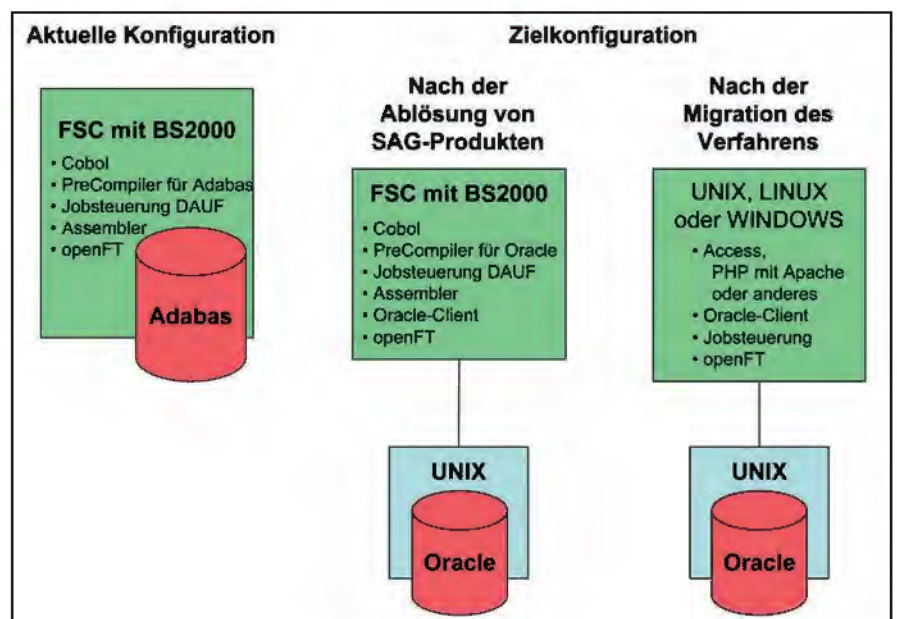 Aktuelle Konfiguration
Zielkonfiguration
FSC mit BS2000
• Cobol
• PreCompiler für Adabas
• Jobsteuerung DAUF
• Assembler
• openFT
Adabas
Nach der
Ablösung von
SAG-Produkten
FSC mit BS2000
• Cobol
• PreCompiler für Oracle
• Jobsteuerung DAUF
• Assembler
• Oracle-Client
• openFT
UNIX
Oracle
Nach der
Migration des
Verfahrens
UNIX, LINUX
oder WINDOWS
• Access,
PHP mit Apache
oder anderes
• Oracle-Client
• Jobsteuerung
• openFT
UNIX
Oracle